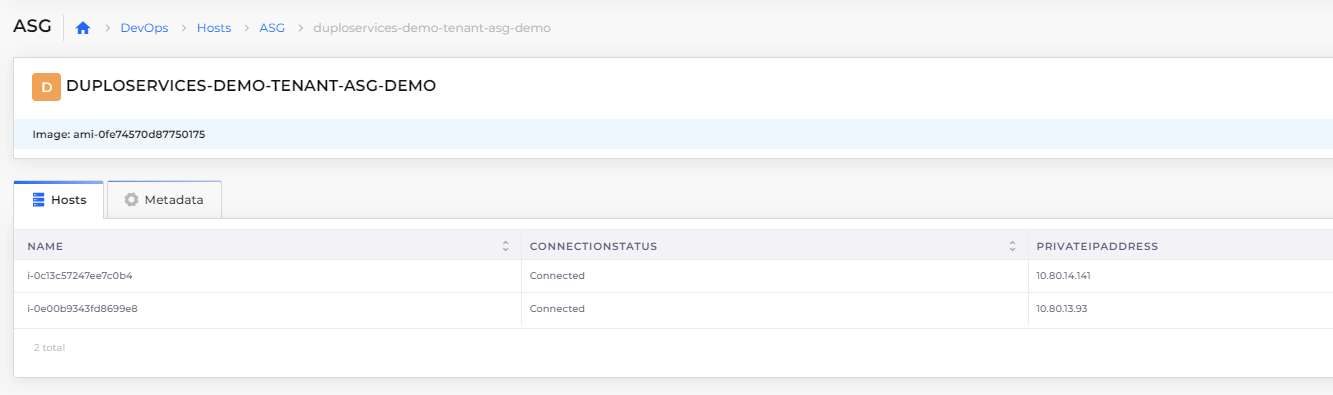 ASG DevOps Hosts ASG duploservices-demo-tenant-asg-demo
D DUPLOSERVICES-DEMO-TENANT-ASG-DEMO
Image: ami-0fe74570d87750175
Hosts Metadata
NAME CONNECTIONSTATUS PRIVATEIPADDRESS
i-0c13c57247ee7c0b4 Connected 10.80.14.141
i-0e00b9343fd8699e8 Connected 10.80.13.93
2 total